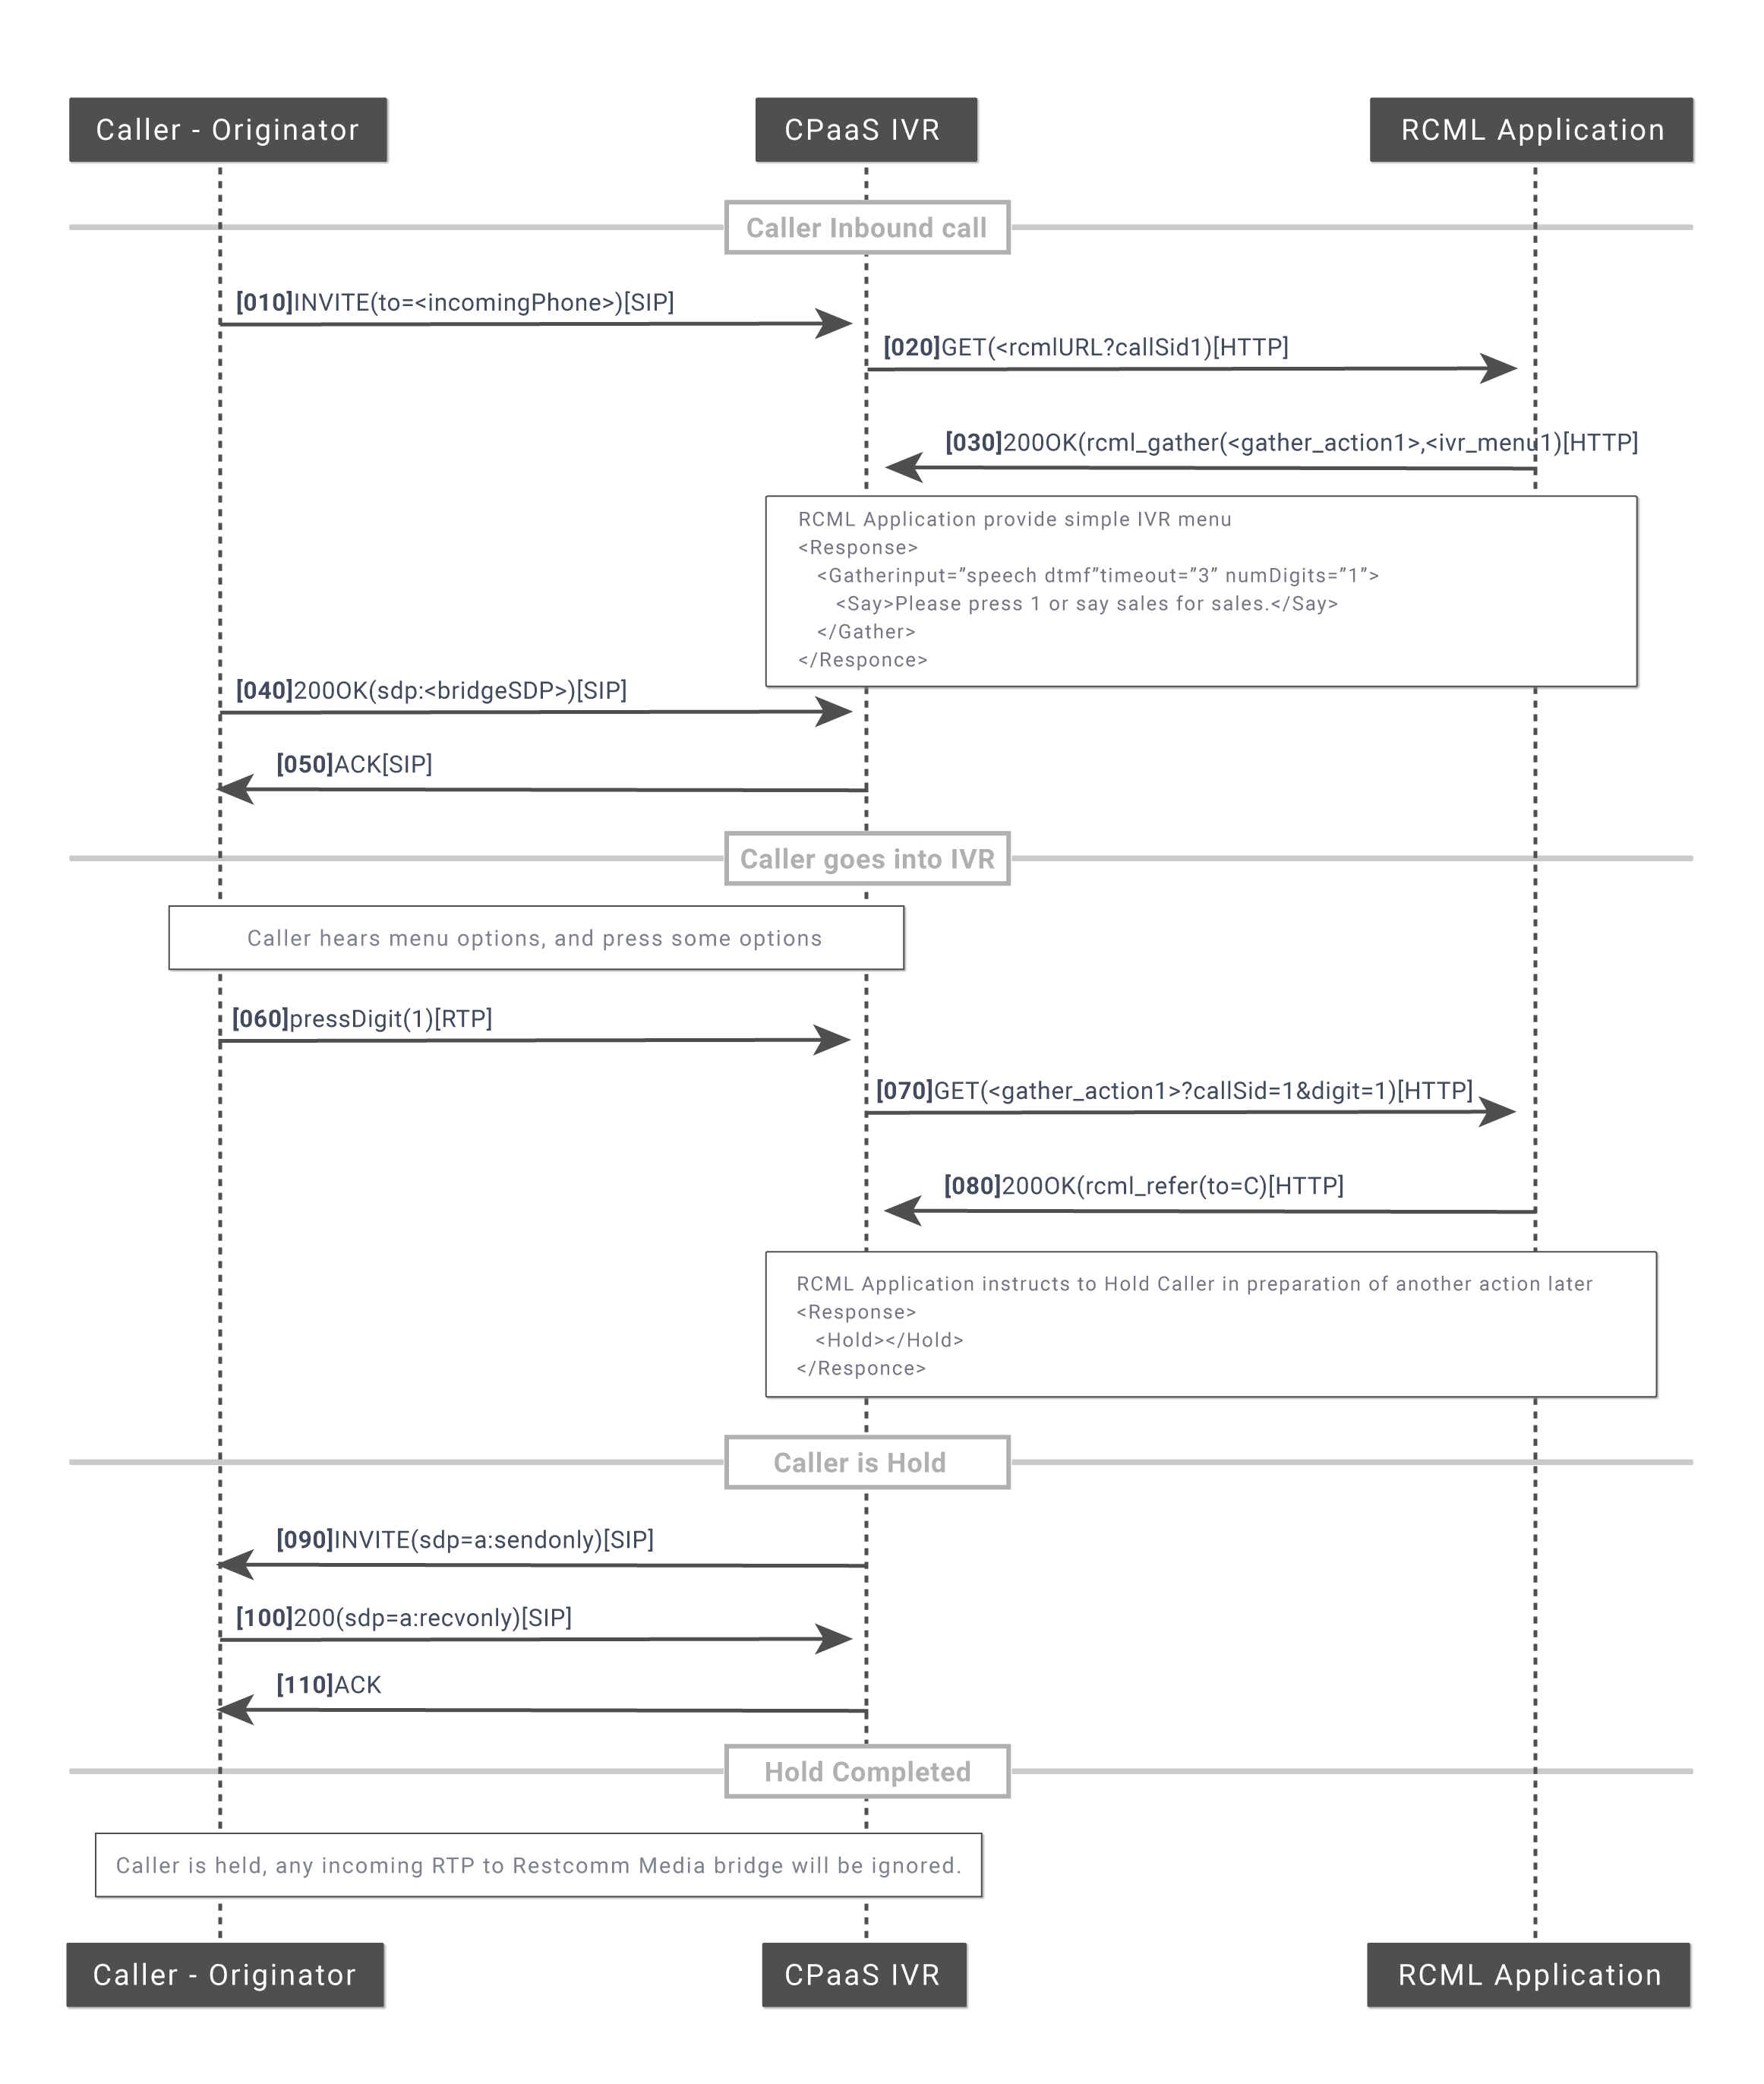 Caller - Originator
CPaaS IVR
RCML Application
Caller Inbound call
[010]INVITE(to=<incomingPhone>)[SIP]
[020]GET(<rcmlURL?callSid1)[HTTP]
[030]200OK(rcml_gather(<gather_action1>,<ivr_menu1)[HTTP]
RCML Application provide simple IVR menu
<Response>
<Gatherinput=”speech dtmf”timeout=”3” numDigits=”1”>
<Say>Please press 1 or say sales for sales.</Say>
</Gather>
</Responce>
[040]200OK(sdp:<bridgeSDP>)[SIP]
[050]ACK[SIP]
Caller goes into IVR
Caller hears menu options, and press some options
[060]pressDigit(1)[RTP]
[070]GET(<gather_action1>?callSid=1&digit=1)[HTTP]
[080]200OK(rcml_refer(to=C)[HTTP]
RCML Application instructs to Hold Caller in preparation of another action later
<Response>
<Hold></Hold>
</Responce>
Caller is Hold
[090]INVITE(sdp=a:sendonly)[SIP]
[100]200(sdp=a:recvonly)[SIP]
[110]ACK
Hold Completed
Caller is held, any incoming RTP to Restcomm Media bridge will be ignored.
Caller - Originator
CPaaS IVR
RCML Application